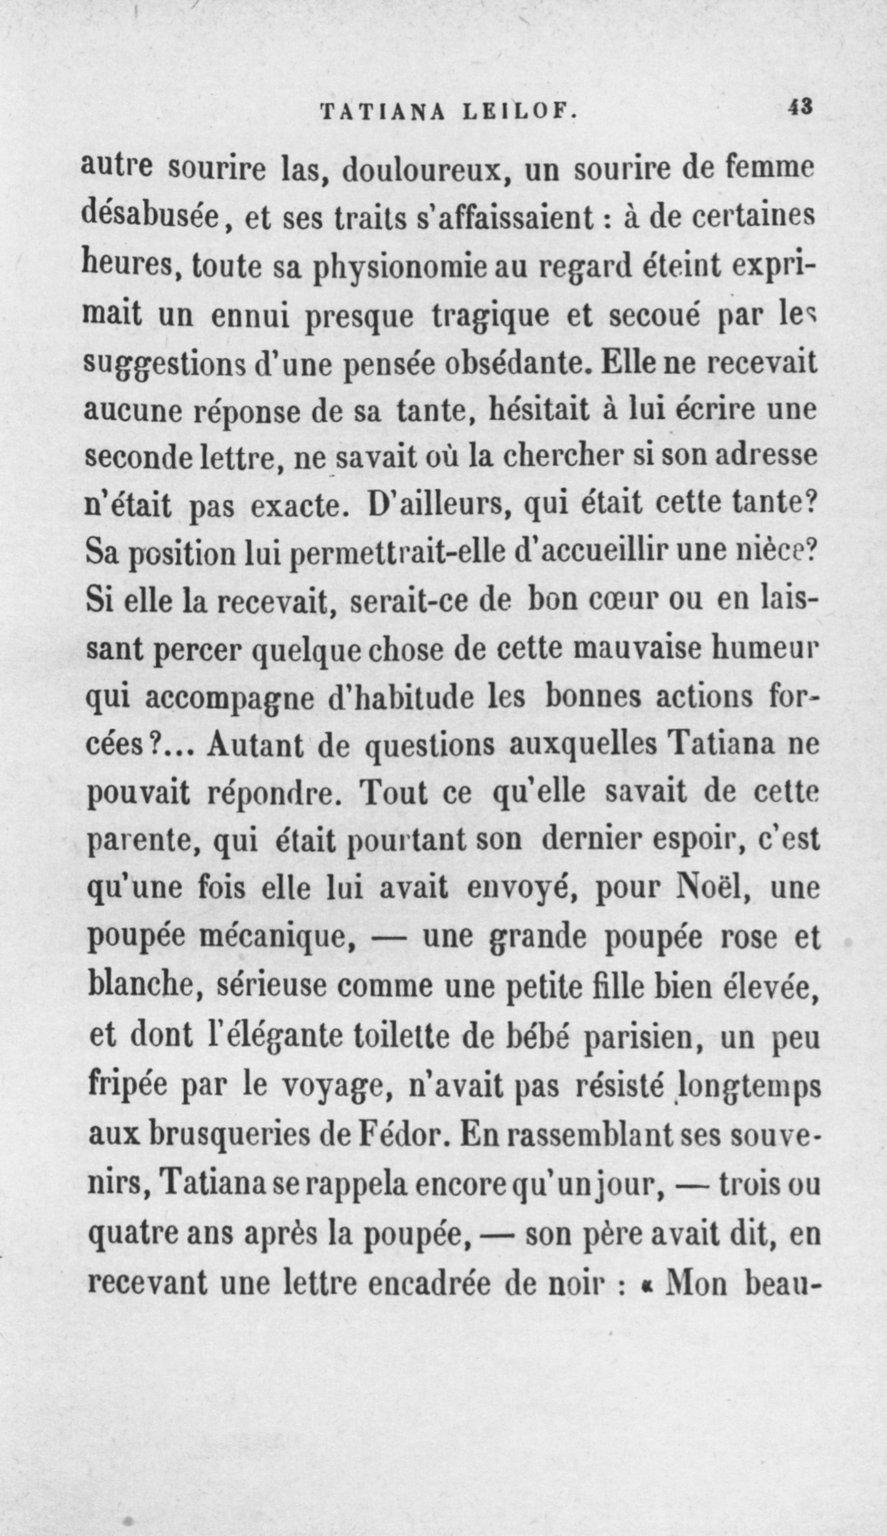 TATIANA LEILOF. 43
autre sourire las, douloureux, un sourire de femme
désabusée, et ses traits s'affaissaient : à de certaines
heures, toute sa physionomie au regard éteint expri-
mait un ennui presque tragique et secoué par les
suggestions d'une pensée obsédante. Elle ne recevait
aucune réponse de sa tante, hésitait à lui écrire une
seconde lettre, ne savait où la chercher si son adresse
n'était pas exacte. D'ailleurs, qui était cette tante?
Sa position lui permettrait-elle d'accueillir une nièce?
Si elle la recevait, serait-ce de bon cœur ou en lais-
sant percer quelque chose de cette mauvaise humeur
qui accompagne d'habitude les bonnes actions for-
cées ?... Autant de questions auxquelles Tatiana ne
pouvait répondre. Tout ce qu'elle savait de cette
parente, qui était pourtant son dernier espoir, c'est
qu'une fois elle lui avait envoyé, pour Noël, une
poupée mécanique, — une grande poupée rose et
blanche, sérieuse comme une petite fille bien élevée,
et dont l'élégante toilette de bébé parisien, un peu
fripée par le voyage, n'avait pas résisté longtemps
aux brusqueries de Fédor. En rassemblant ses souve-
nirs, Tatiana se rappela encore qu'un jour, — trois ou
quatre ans après la poupée, — son père avait dit, en
recevant une lettre encadrée de noir : « Mon beau-